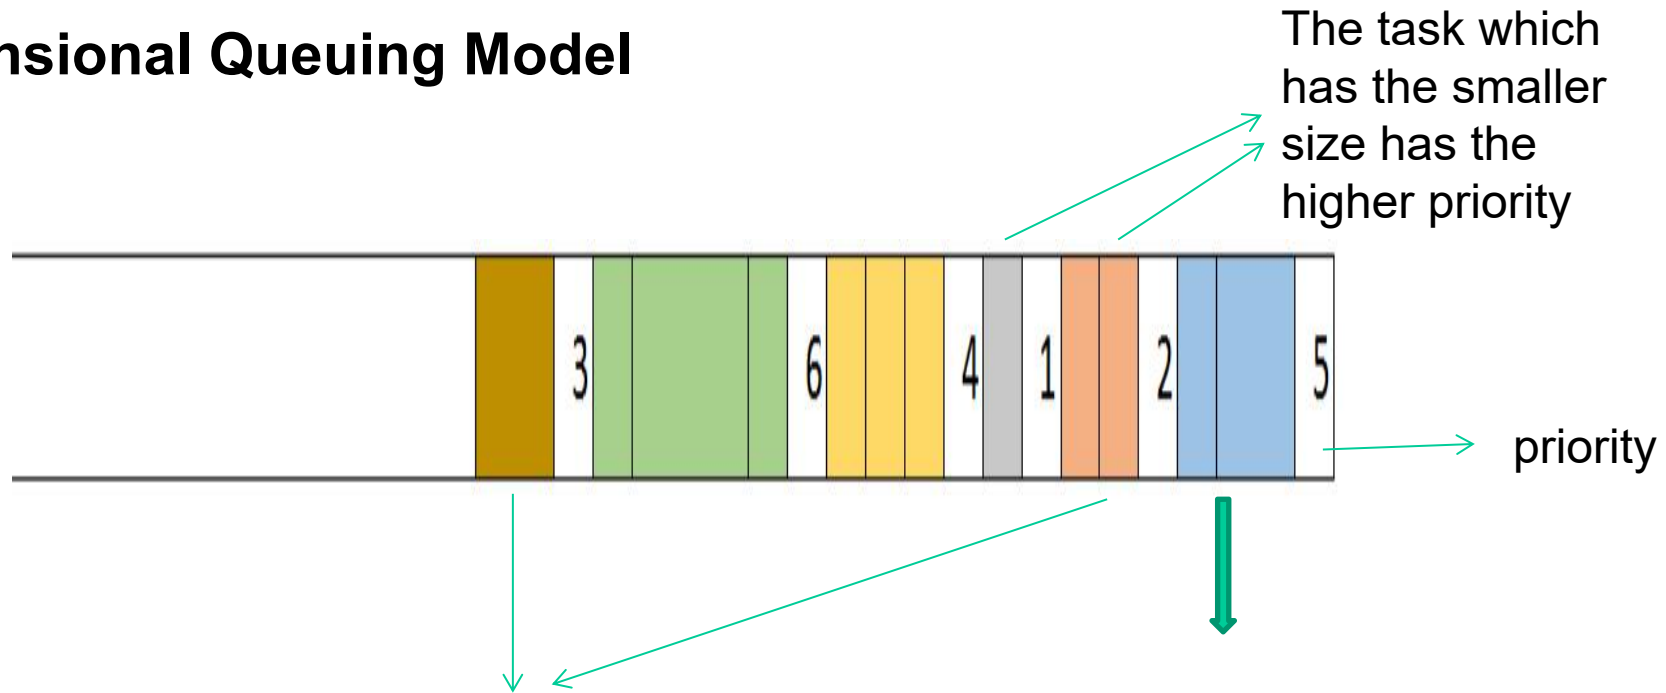 nsional Queuing Model
The task which
has the smaller
size has the
higher priority
3 6 4 1 2 5
priority